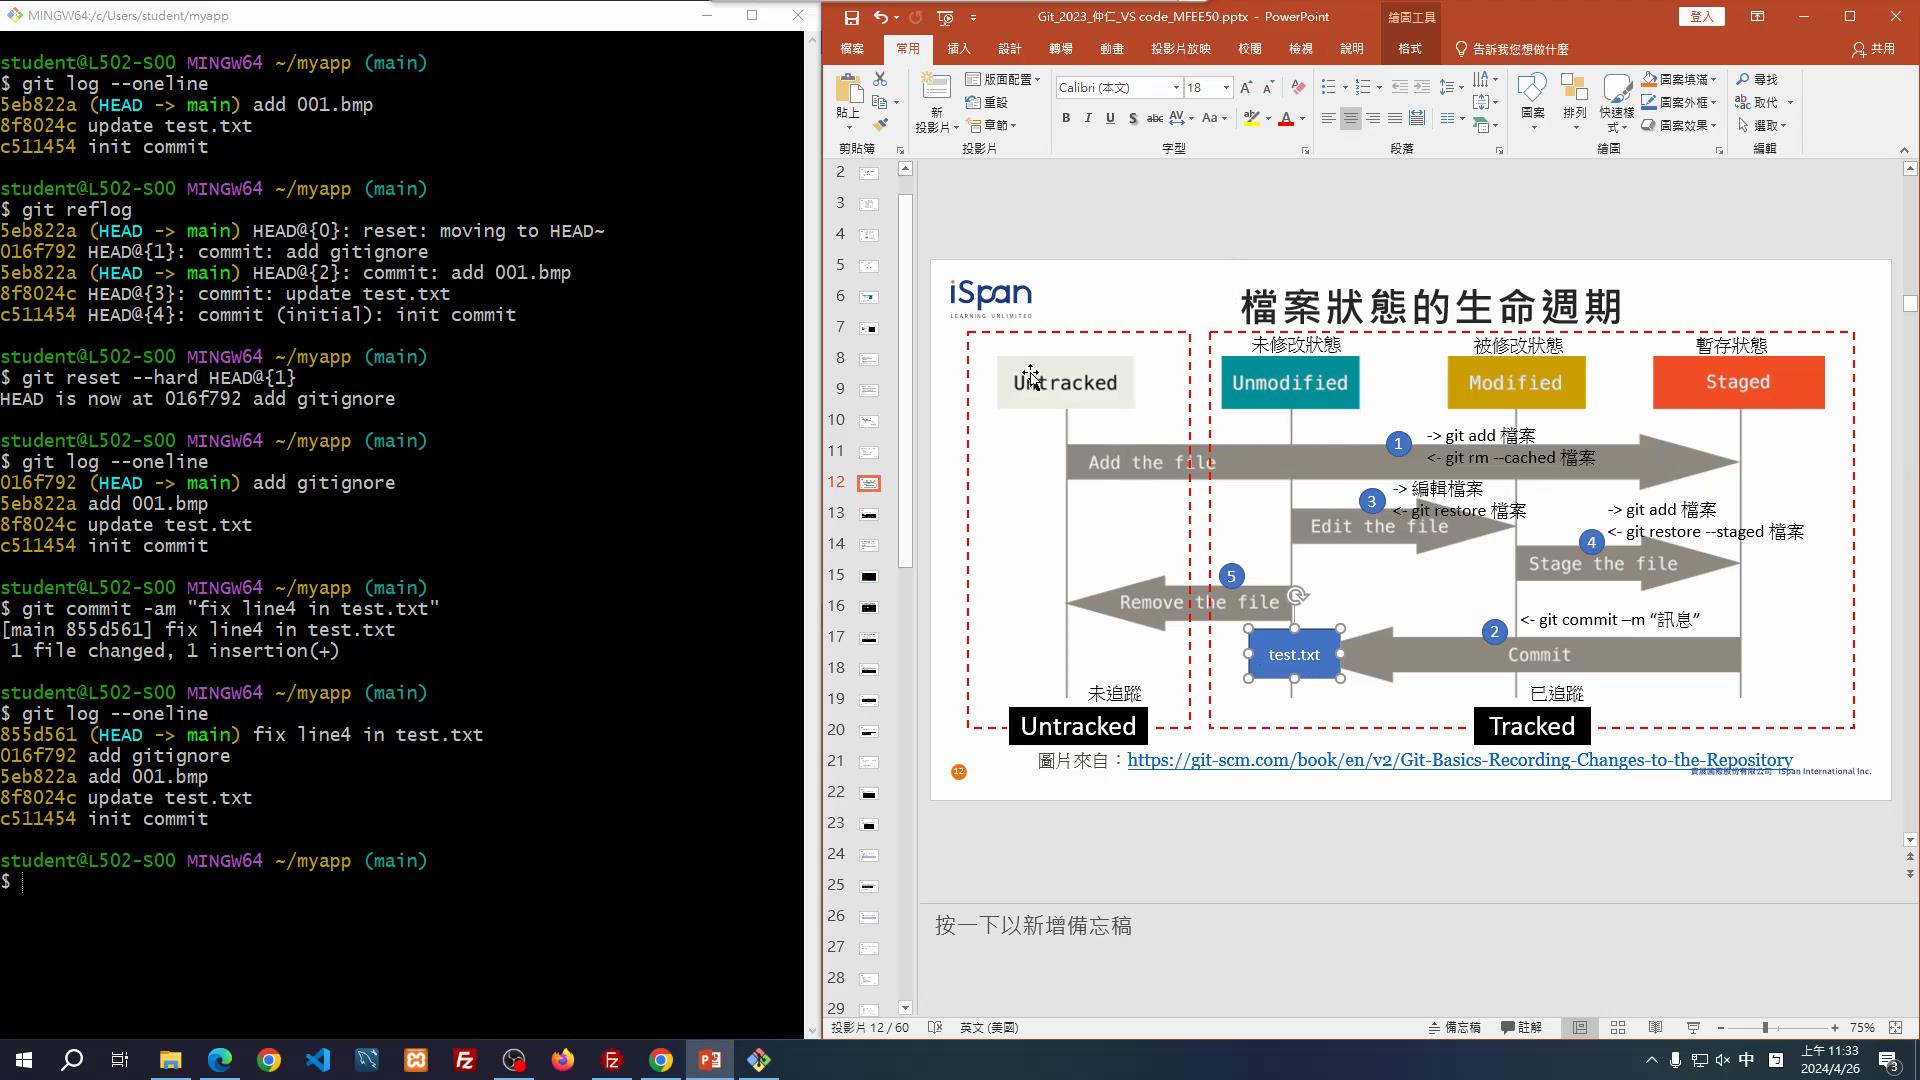 MINGW64:/c/Users/student/myapp
student@L502-S00 MINGW64 ~/myapp (main)
$ git log --oneline
5eb822a (HEAD -> main) add 001.bmp
8f8024c update test.txt
c511454 init commit
student@L502-S00 MINGW64 ~/myapp (main)
$ git reflog
5eb822a (HEAD -> main) HEAD@{0}: reset: moving to HEAD~
016f792 HEAD@{1}: commit: add gitignore
5eb822a (HEAD -> main) HEAD@{2}: commit: add 001.bmp
8f8024c HEAD@{3}: commit: update test.txt
c511454 HEAD@{4}: commit (initial): init commit
student@L502-S00 MINGW64 ~/myapp (main)
$ git reset --hard HEAD@{1}
HEAD is now at 016f792 add gitignore
student@L502-S00 MINGW64 ~/myapp (main)
$ git log --oneline
016f792 (HEAD -> main) add gitignore
5eb822a add 001.bmp
8f8024c update test.txt
c511454 init commit
student@L502-S00 MINGW64 ~/myapp (main)
$ git commit -am "fix line4 in test.txt"
[main 855d561] fix line4 in test.txt
1 file changed, 1 insertion(+)
student@L502-S00 MINGW64 ~/myapp (main)
$ git log --oneline
855d561 (HEAD -> main) fix line4 in test.txt
016f792 add gitignore
5eb822a add 001.bmp
8f8024c update test.txt
c511454 init commit
student@L502-S00 MINGW64 ~/myapp (main)
$
Git_2023_仲仁_VS code_MFEE50.pptx - PowerPoint
繪圖工具
登入
檔案 常用 插入 設計 轉場 動畫 投影片放映 校閱 檢視 說明 格式 告訴我您想做什麼 共用
貼上
新投影片
版面配置
重設
章節
Calibri (本文) 18
B I U S abc AV Aa A
圖案
排列
快速樣式
圖案填滿
圖案外框
圖案效果
尋找
取代
選取
剪貼簿 投影片 字型 段落 繪圖 編輯
2
3
4
5
6
7
8
9
10
11
12
13
14
15
16
17
18
19
20
21
22
23
24
25
26
27
28
29
iSpan
LEARNING UNLIMITED
檔案狀態的生命週期
未修改狀態 被修改狀態 暫存狀態
Untracked Unmodified Modified Staged
1
-> git add 檔案
<- git rm --cached 檔案
Add the file
3
-> 編輯檔案
<- git restore 檔案
Edit the file
-> git add 檔案
<- git restore --staged 檔案
4
Stage the file
5
Remove the file
2
<- git commit –m “訊息”
test.txt
Commit
未追蹤 已追蹤
Untracked Tracked
圖片來自：https://git-scm.com/book/en/v2/Git-Basics-Recording-Changes-to-the-Repository
12
資展國際股份有限公司 iSpan International Inc.
按一下以新增備忘稿
投影片 12 / 60 英文 (美國) 備忘稿 註解 75%
中
上午 11:33
2024/4/26
3